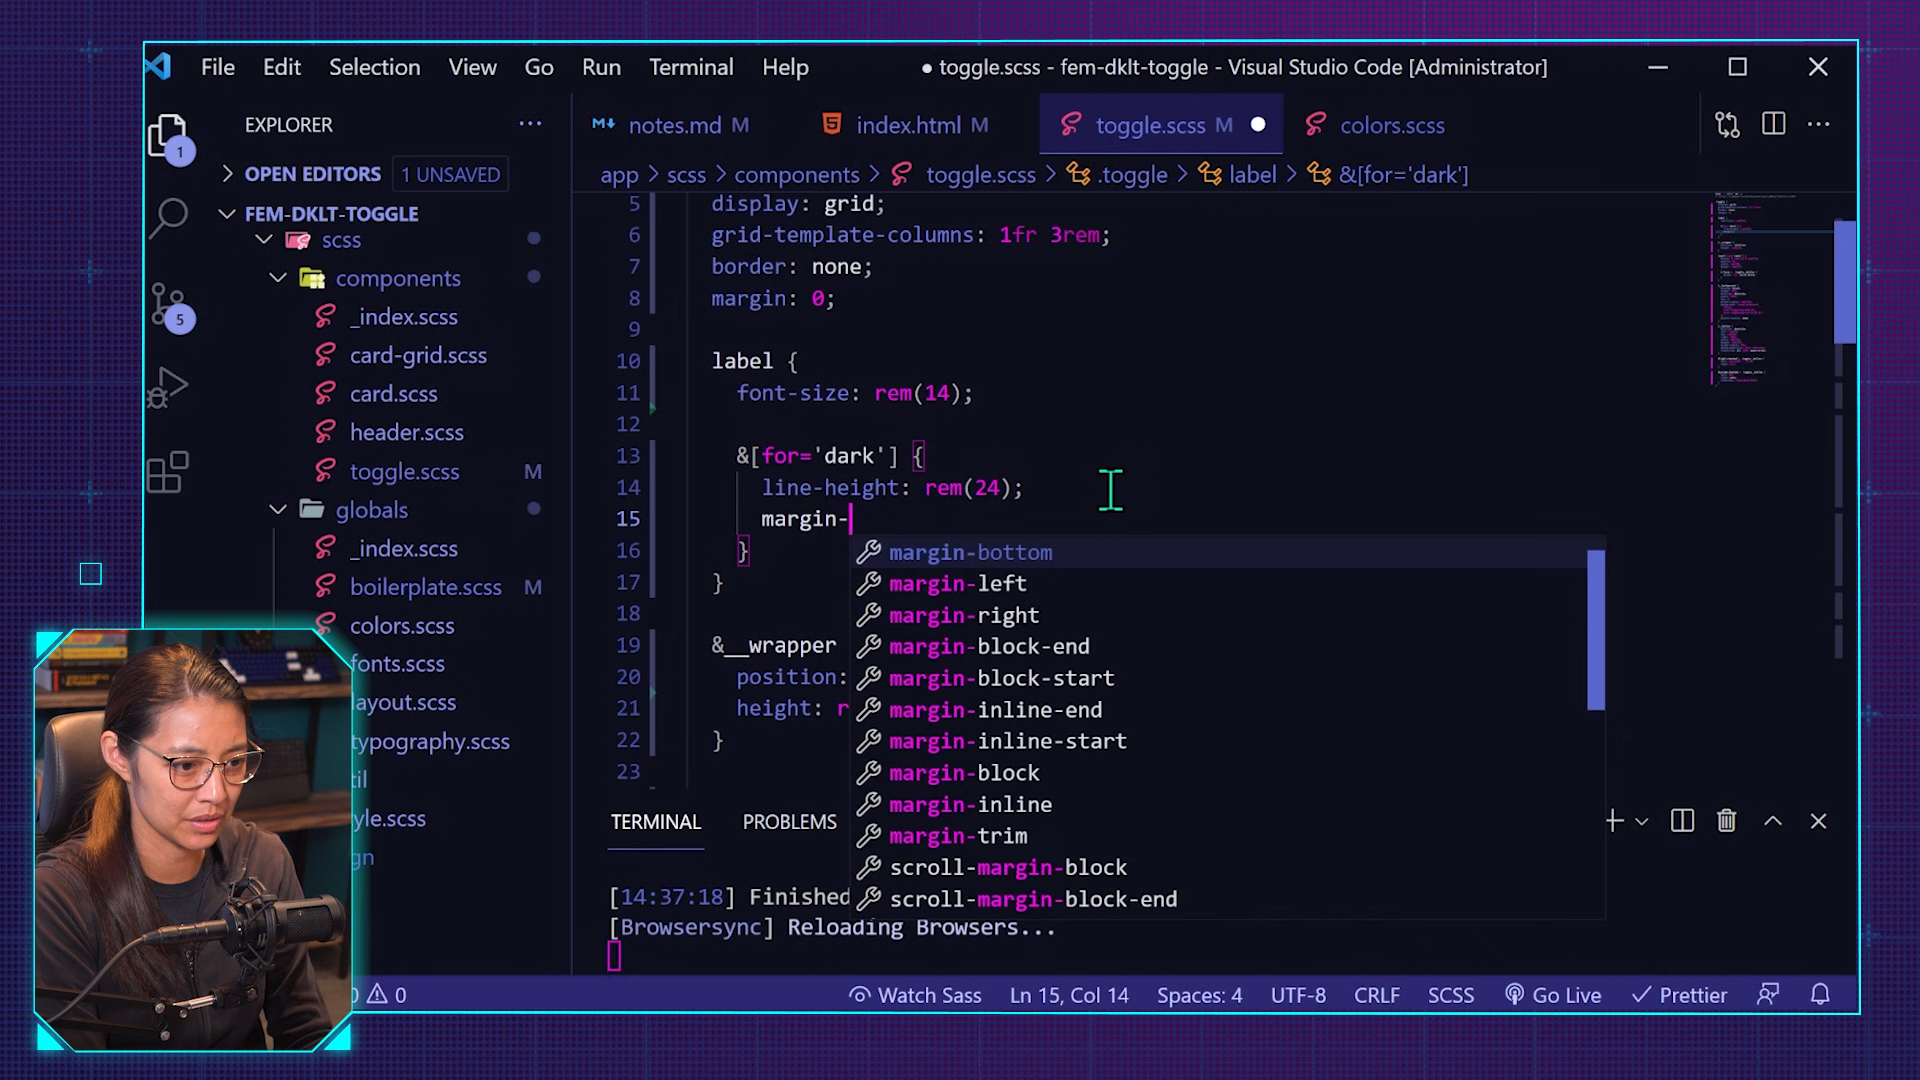 File Edit Selection View Go Run Terminal Help
● toggle.scss - fem-dklt-toggle - Visual Studio Code [Administrator]
EXPLORER
notes.md M
index.html M
toggle.scss M
colors.scss
OPEN EDITORS 1 UNSAVED
app > scss > components > toggle.scss > .toggle > label > &[for='dark']
1
5
FEM-DKLT-TOGGLE
scss
components
_index.scss
card-grid.scss
card.scss
header.scss
toggle.scss M
globals
_index.scss
boilerplate.scss M
colors.scss
fonts.scss
layout.scss
typography.scss
til
yle.scss
gn
5 display: grid;
6 grid-template-columns: 1fr 3rem;
7 border: none;
8 margin: 0;
9
10 label {
11 font-size: rem(14);
12
13 &[for='dark'] {
14 line-height: rem(24);
15 margin-
16 }
17 }
18
19 &__wrapper
20 position:
21 height: r
22 }
23
margin-bottom
margin-left
margin-right
margin-block-end
margin-block-start
margin-inline-end
margin-inline-start
margin-block
margin-inline
margin-trim
scroll-margin-block
scroll-margin-block-end
TERMINAL PROBLEMS
[14:37:18] Finished
[Browsersync] Reloading Browsers...
0 Watch Sass Ln 15, Col 14 Spaces: 4 UTF-8 CRLF SCSS Go Live Prettier